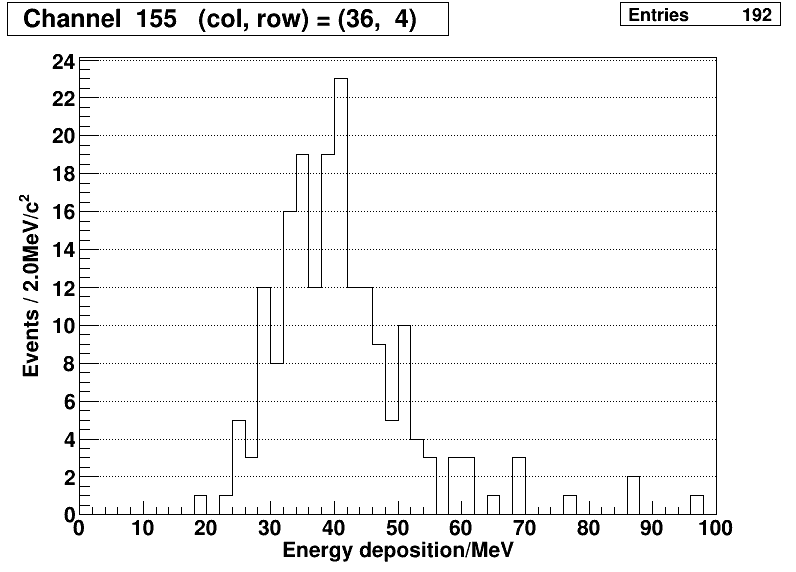 Channel 155 (col, row) = (36, 4)
Entries 192
Events / 2.0MeV/c²
24
22
20
18
16
14
12
10
8
6
4
2
0
0 10 20 30 40 50 60 70 80 90 100
Energy deposition/MeV